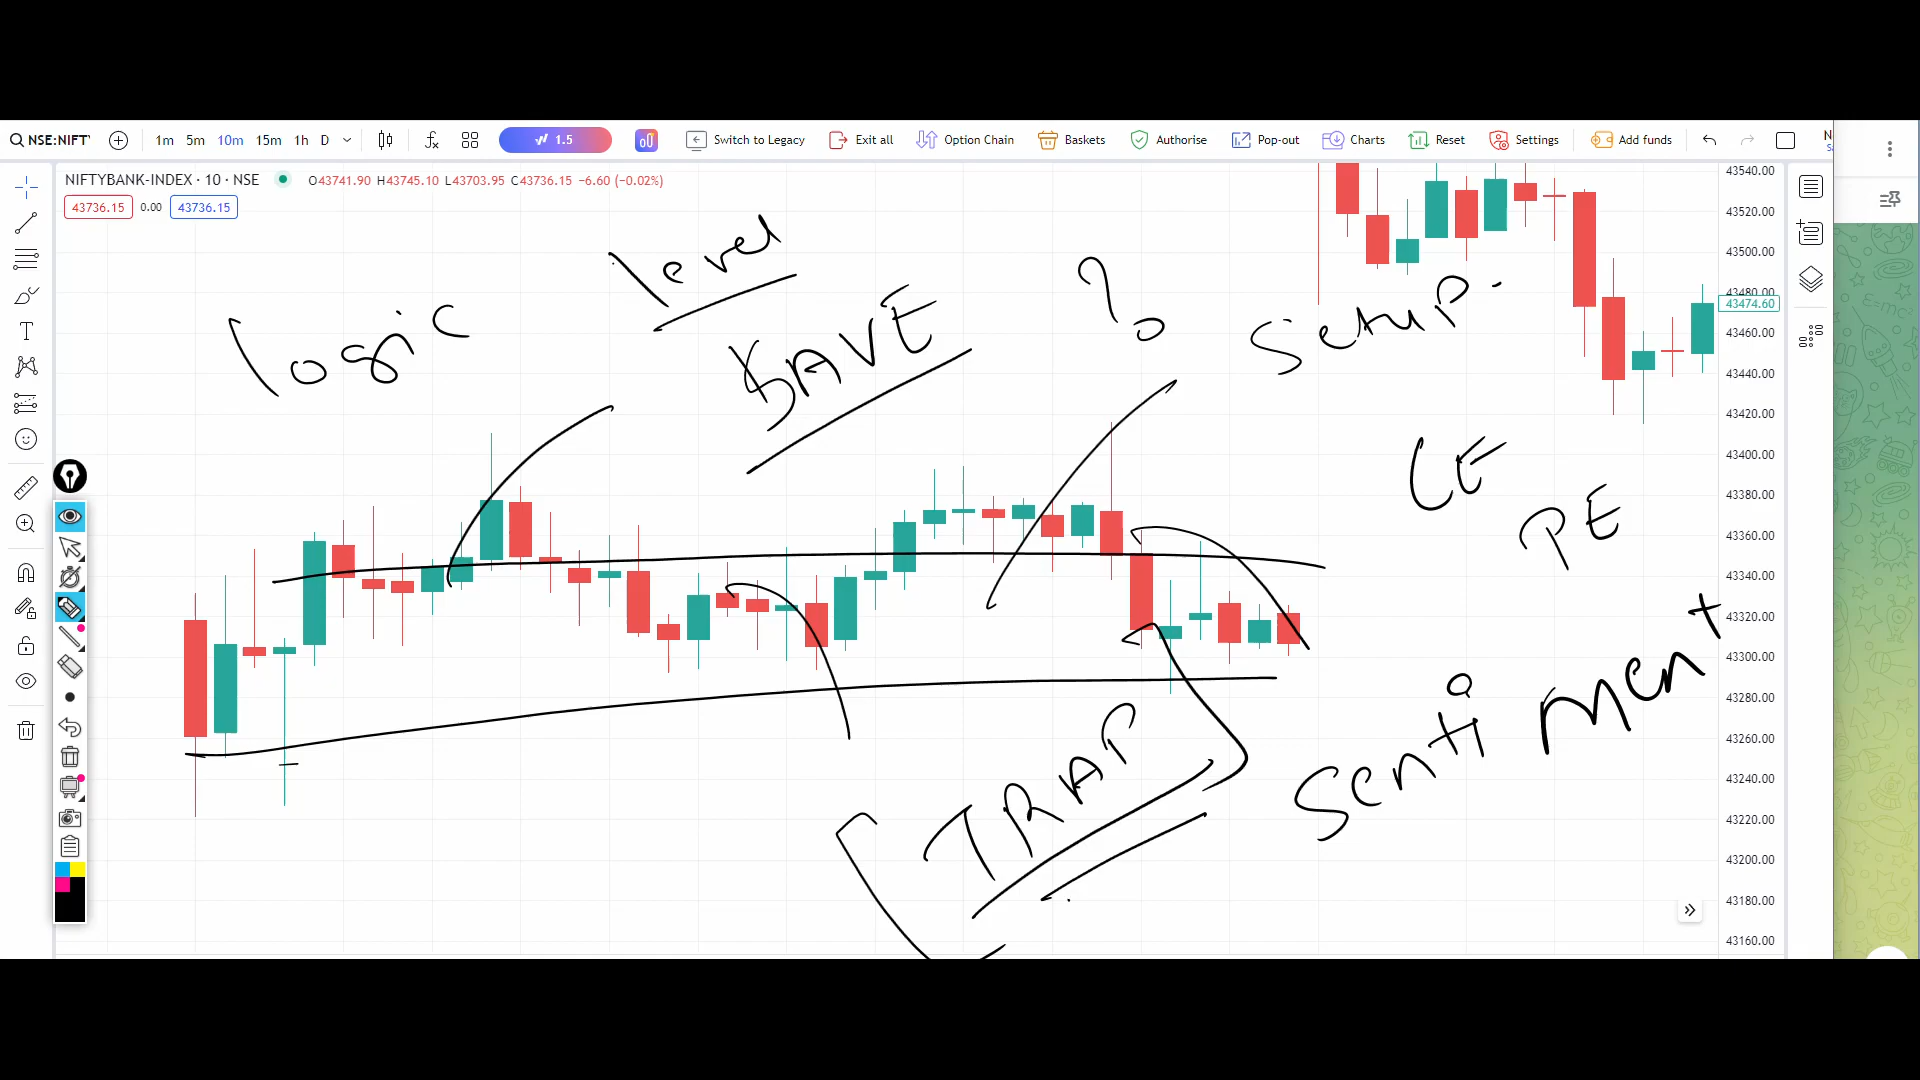 NSE:NIFTY
1m 5m 10m 15m 1h D
1.5
Switch to Legacy
Exit all
Option Chain
Baskets
Authorise
Pop-out
Charts
Reset
Settings
Add funds
NIFTYBANK-INDEX · 10 · NSE
O43741.90 H43745.10 L43703.95 C43736.15 −6.60 (−0.02%)
43736.15 0.00 43736.15
level
logic
SAVE
?
Setup.
CE
PE
TRAP
Sentiment
43540.00
43520.00
43500.00
43480.00
43474.60
43460.00
43440.00
43420.00
43400.00
43380.00
43360.00
43340.00
43320.00
43300.00
43280.00
43260.00
43240.00
43220.00
43200.00
43180.00
43160.00